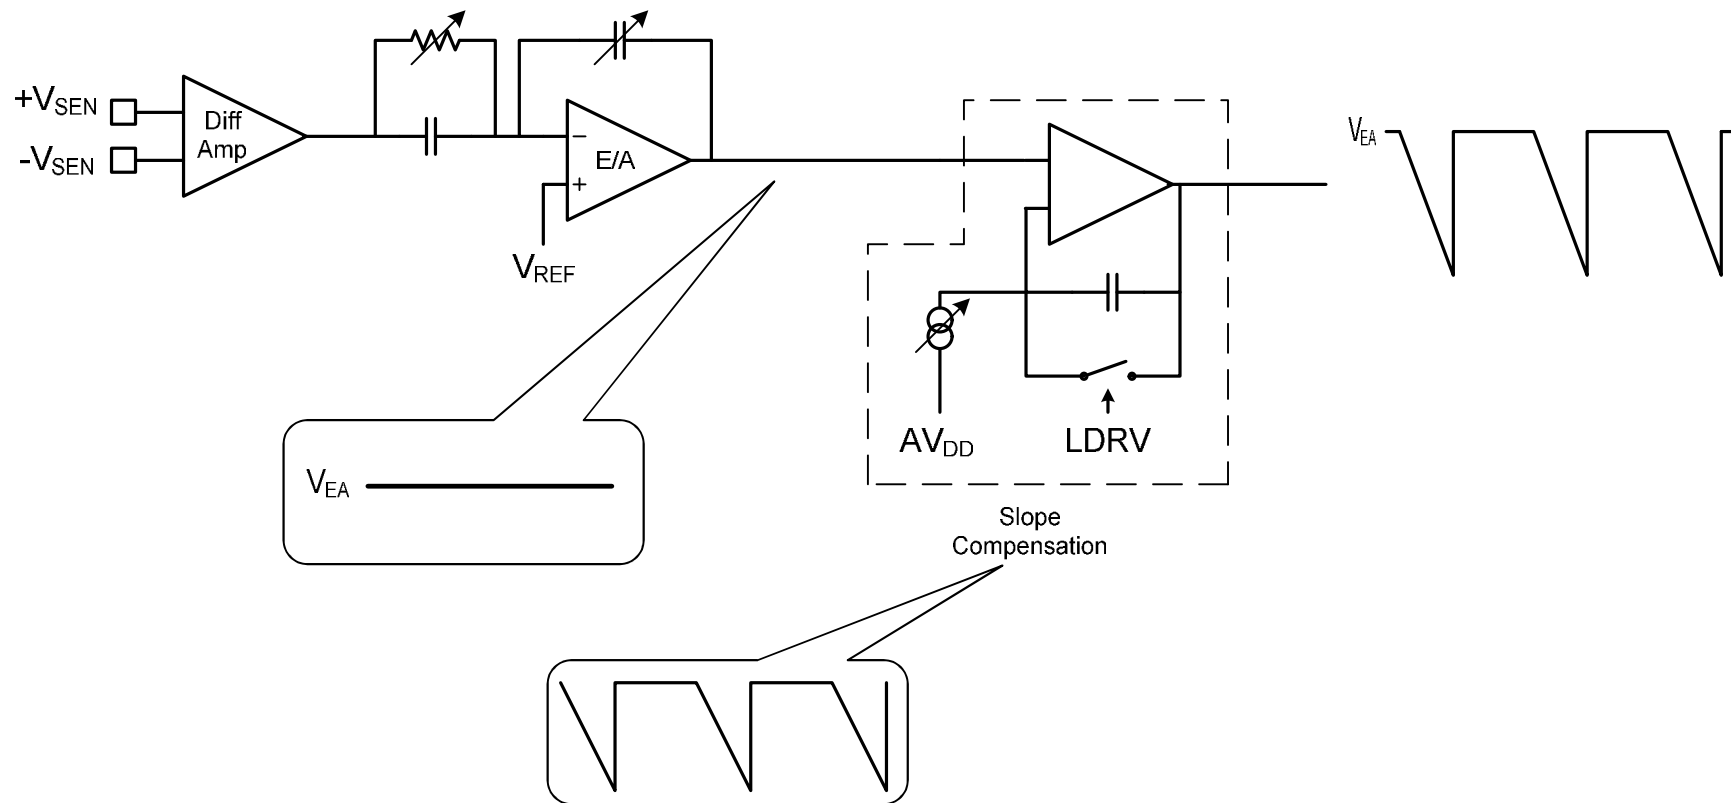 +VSEN
-VSEN
Diff
Amp
−
E/A
+
VREF
VEA
AVDD
LDRV
VEA
Slope
Compensation